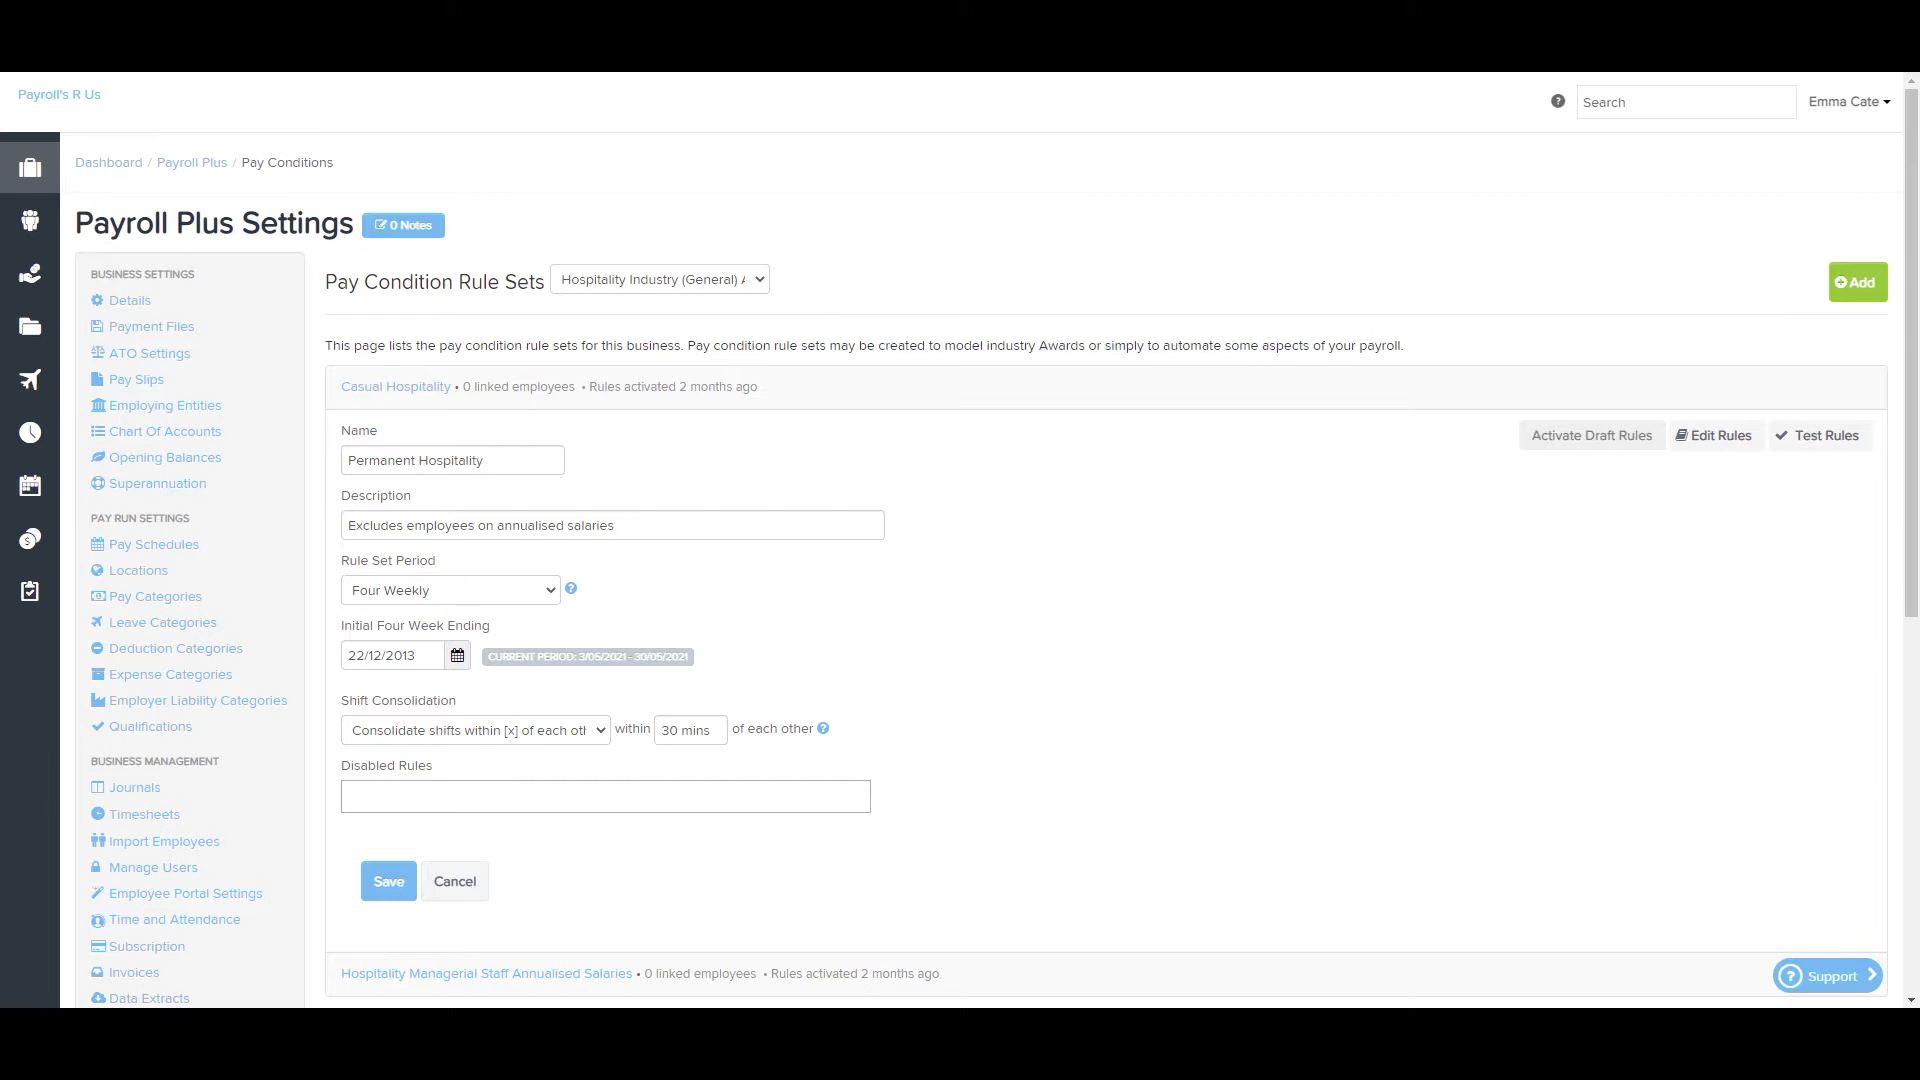 Payroll's R Us
Search
Emma Cate
Dashboard / Payroll Plus / Pay Conditions
Payroll Plus Settings
0 Notes
BUSINESS SETTINGS
Details
Payment Files
ATO Settings
Pay Slips
Employing Entities
Chart Of Accounts
Opening Balances
Superannuation
PAY RUN SETTINGS
Pay Schedules
Locations
Pay Categories
Leave Categories
Deduction Categories
Expense Categories
Employer Liability Categories
Qualifications
BUSINESS MANAGEMENT
Journals
Timesheets
Import Employees
Manage Users
Employee Portal Settings
Time and Attendance
Subscription
Invoices
Data Extracts
Pay Condition Rule Sets
Hospitality Industry (General) A
Add
This page lists the pay condition rule sets for this business. Pay condition rule sets may be created to model industry Awards or simply to automate some aspects of your payroll.
Casual Hospitality • 0 linked employees • Rules activated 2 months ago
Name
Activate Draft Rules
Edit Rules
Test Rules
Permanent Hospitality
Description
Excludes employees on annualised salaries
Rule Set Period
Four Weekly
Initial Four Week Ending
22/12/2013
CURRENT PERIOD: 3/05/2021 - 30/05/2021
Shift Consolidation
Consolidate shifts within [x] of each oth within 30 mins of each other
Disabled Rules
Save
Cancel
Hospitality Managerial Staff Annualised Salaries • 0 linked employees • Rules activated 2 months ago
Support